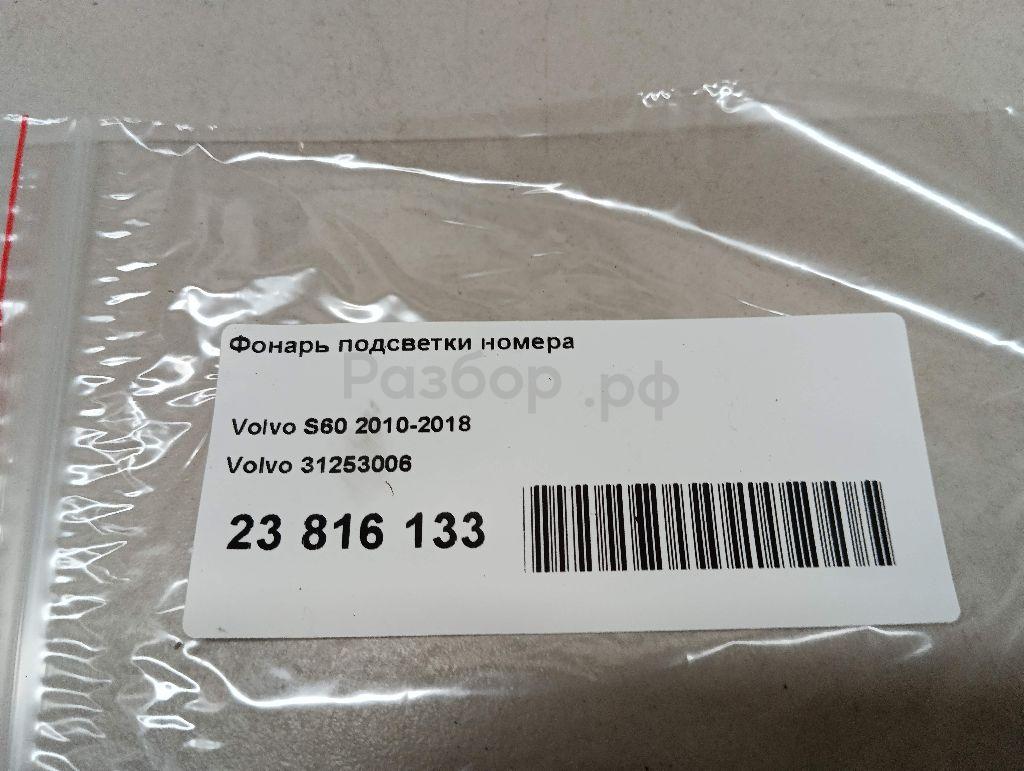 Фонарь подсветки номера
Разбор.рф
Volvo S60 2010-2018
Volvo 31253006
23 816 133